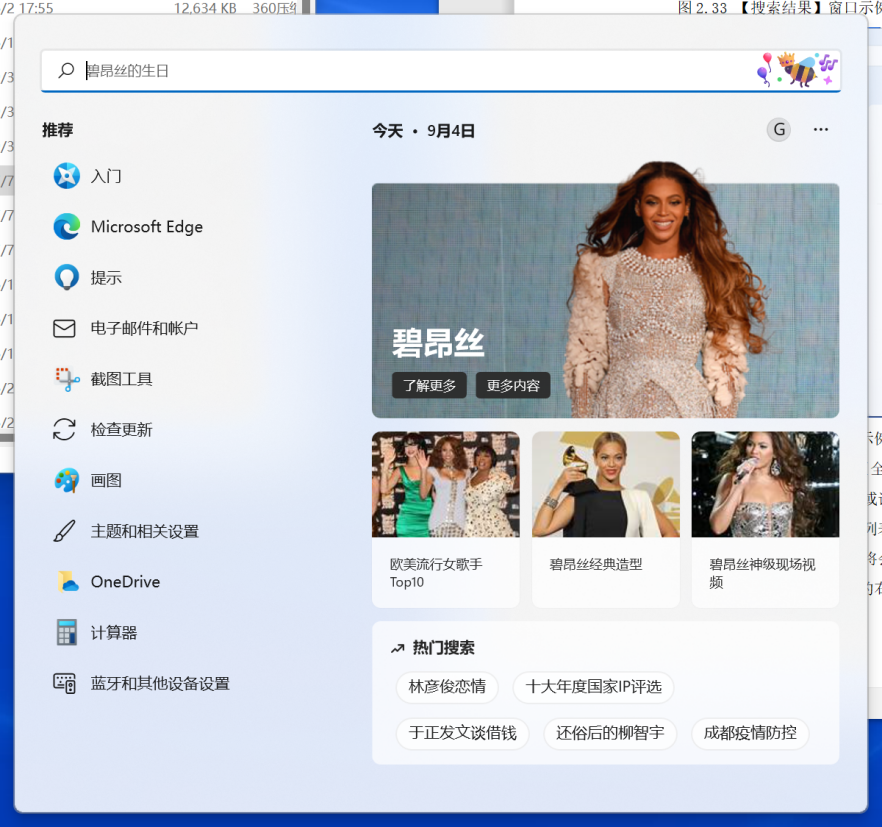 /2 17:55 12,634 KB 360压缩
图2.33 【搜索结果】窗口示例
碧昂丝的生日
推荐
入门
Microsoft Edge
提示
电子邮件和帐户
截图工具
检查更新
画图
主题和相关设置
OneDrive
计算器
蓝牙和其他设备设置
今天 • 9月4日
G
碧昂丝
了解更多 更多内容
欧美流行女歌手
Top10
碧昂丝经典造型
碧昂丝神级现场视
频
热门搜索
林彦俊恋情 十大年度国家IP评选
于正发文谈借钱 还俗后的柳智宇 成都疫情防控